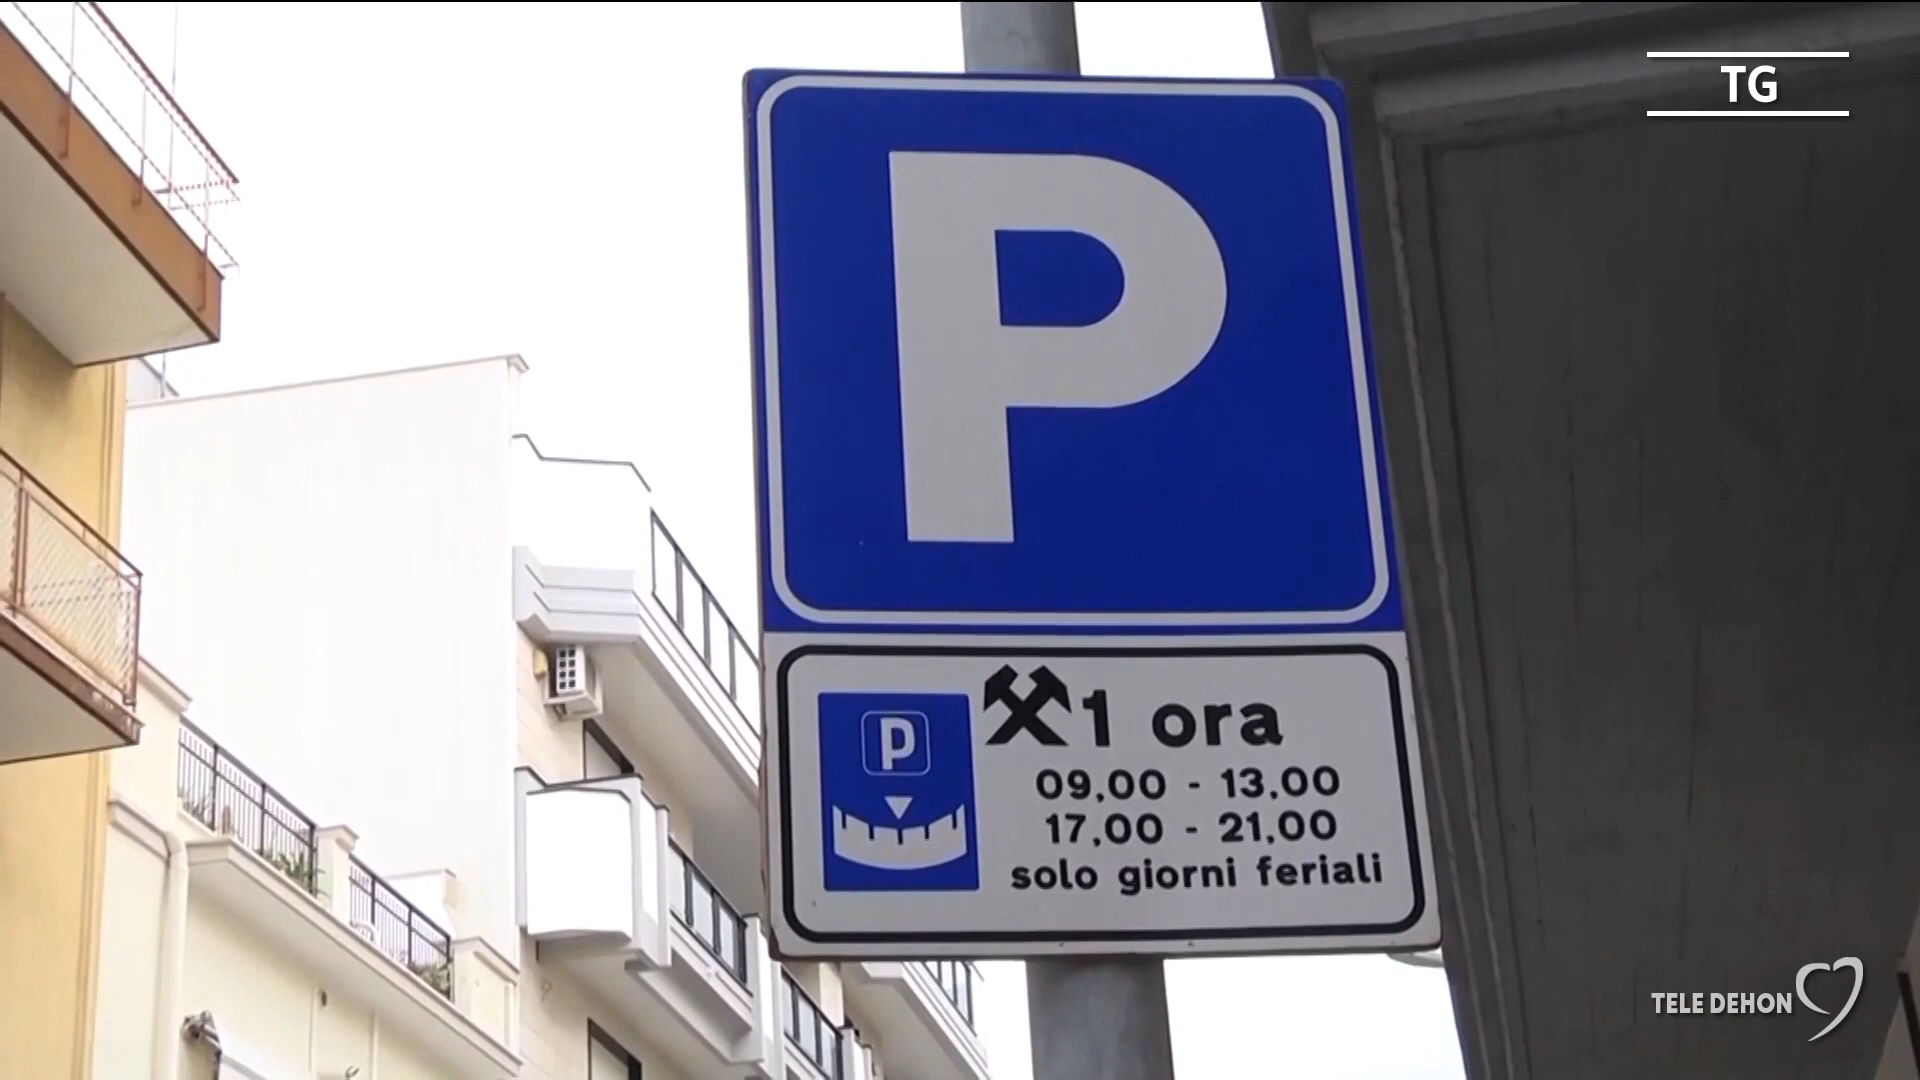 TG
P
P
1 ora
09,00 - 13,00
17,00 - 21,00
solo giorni feriali
TELE DEHON